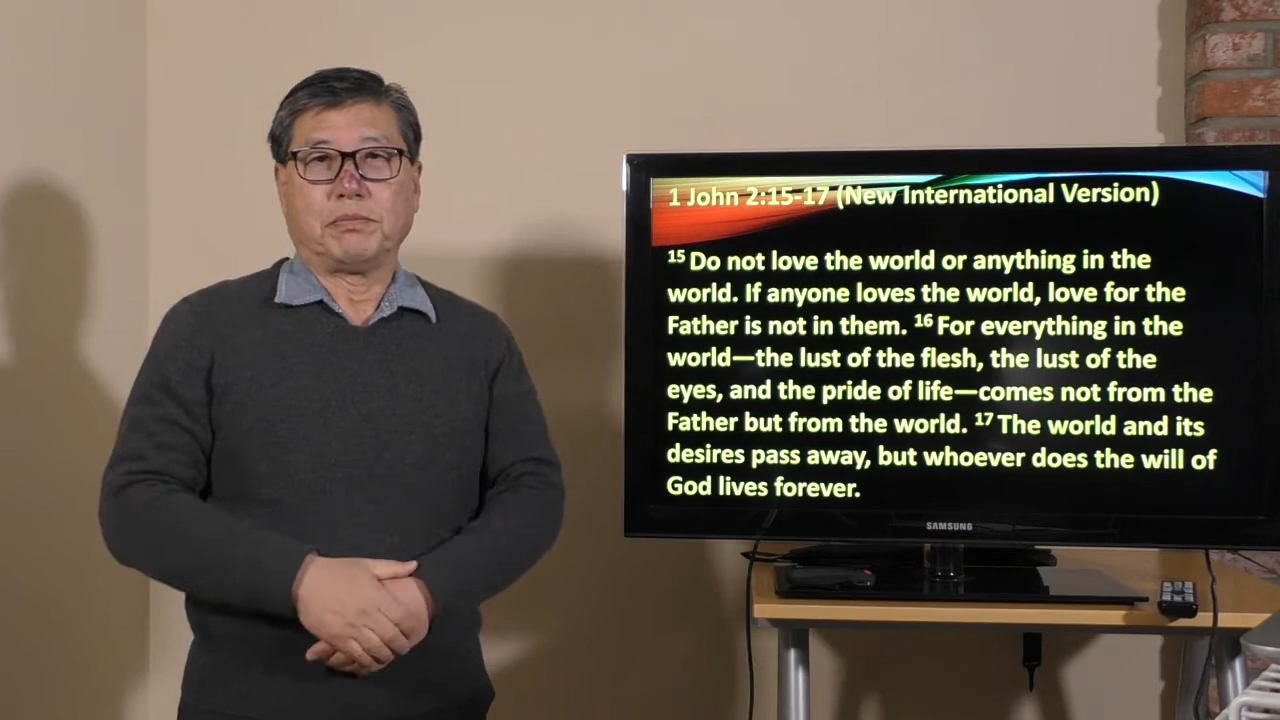 1 John 2:15-17 (New International Version)
15 Do not love the world or anything in the
world. If anyone loves the world, love for the
Father is not in them. 16 For everything in the
world—the lust of the flesh, the lust of the
eyes, and the pride of life—comes not from the
Father but from the world. 17 The world and its
desires pass away, but whoever does the will of
God lives forever.
SAMSUNG